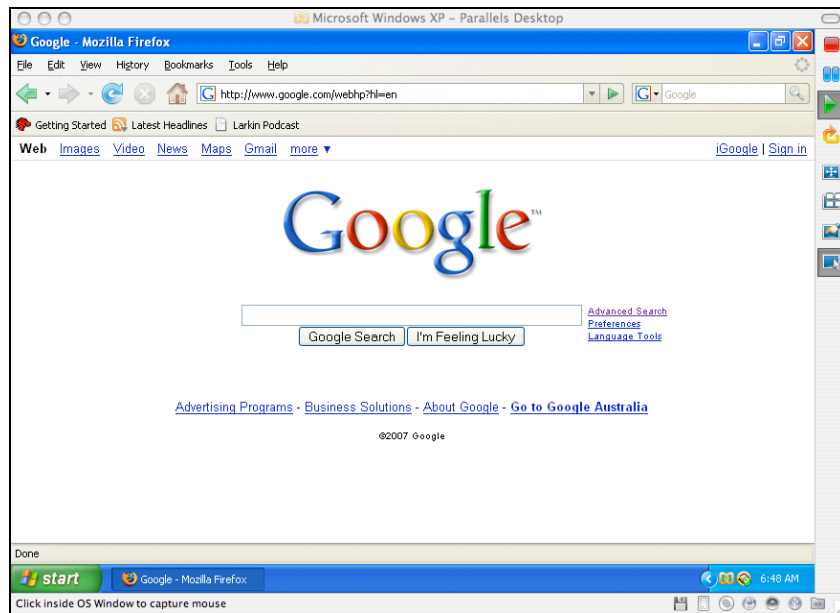 Microsoft Windows XP – Parallels Desktop
Google - Mozilla Firefox
File Edit View History Bookmarks Tools Help
G http://www.google.com/webhp?hl=en G Google
Getting Started Latest Headlines Larkin Podcast
Web Images Video News Maps Gmail more ▼ iGoogle | Sign in
Google™
Advanced Search
Preferences
Google Search I'm Feeling Lucky Language Tools
Advertising Programs - Business Solutions - About Google - Go to Google Australia
©2007 Google
Done
start Google - Mozilla Firefox 6:48 AM
Click inside OS Window to capture mouse